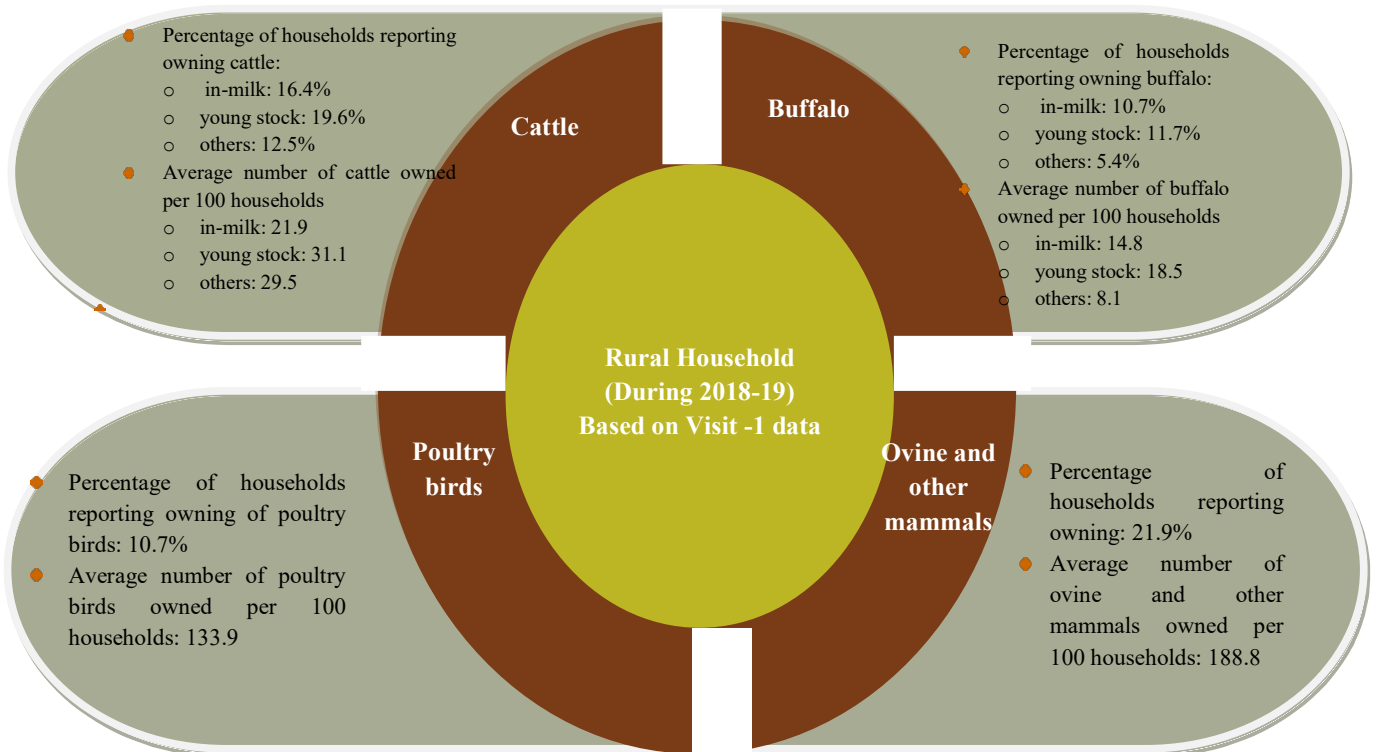 Percentage of households reporting
owning cattle:
o in-milk: 16.4%
o young stock: 19.6%
o others: 12.5%
Average number of cattle owned
per 100 households
o in-milk: 21.9
o young stock: 31.1
o others: 29.5
Cattle
Buffalo
Percentage of households
reporting owning buffalo:
o in-milk: 10.7%
o young stock: 11.7%
o others: 5.4%
Average number of buffalo
owned per 100 households
o in-milk: 14.8
o young stock: 18.5
o others: 8.1
Rural Household
(During 2018-19)
Based on Visit -1 data
Poultry
birds
Percentage of households
reporting owning of poultry
birds: 10.7%
Average number of poultry
birds owned per 100
households: 133.9
Ovine and
other
mammals
Percentage of
households reporting
owning: 21.9%
Average number of
ovine and other
mammals owned per
100 households: 188.8